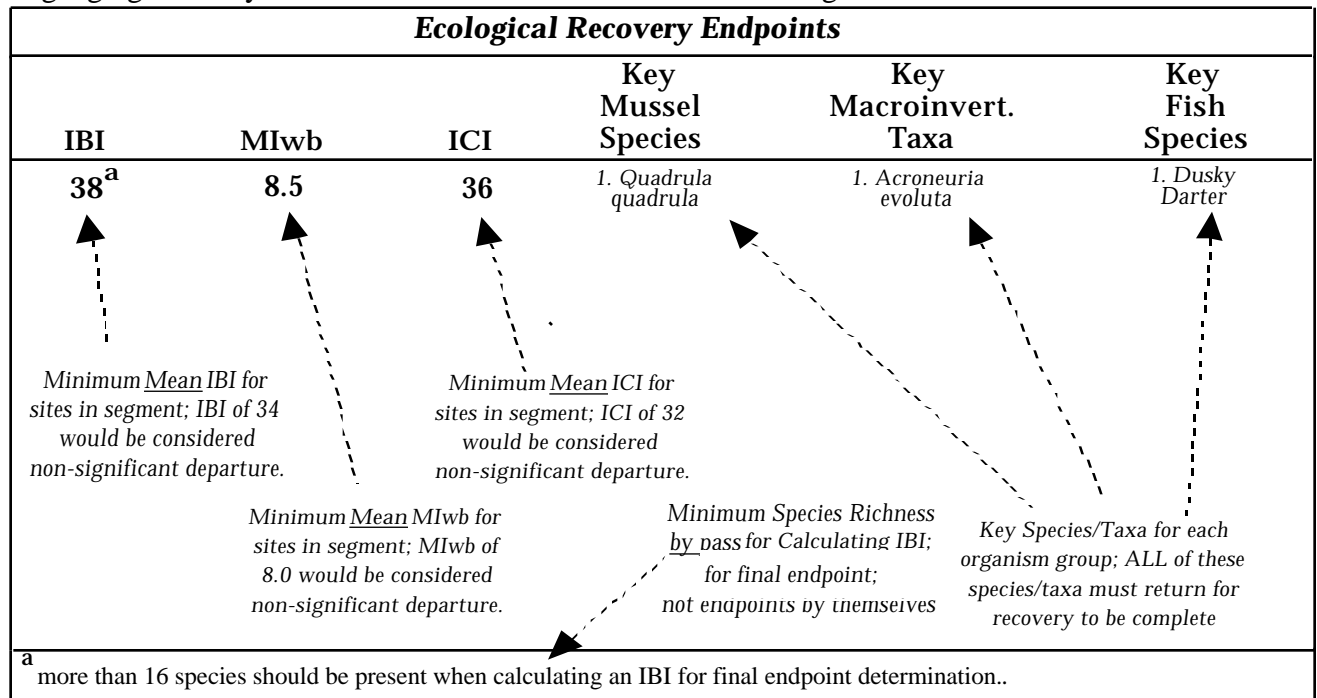 Ecological Recovery Endpoints
Key Key Key
Mussel Macroinvert. Fish
IBI MIwb ICI Species Taxa Species
38a 8.5 36 1. Quadrula quadrula 1. Acroneuria evoluta 1. Dusky Darter
Minimum Mean IBI for
sites in segment; IBI of 34
would be considered
non-significant departure.
Minimum Mean ICI for
sites in segment; ICI of 32
would be considered
non-significant departure.
Minimum Mean MIwb for
sites in segment; MIwb of
8.0 would be considered
non-significant departure.
Minimum Species Richness
by pass for Calculating IBI;
for final endpoint;
not endpoints by themselves
Key Species/Taxa for each
organism group; ALL of these
species/taxa must return for
recovery to be complete
a more than 16 species should be present when calculating an IBI for final endpoint determination..